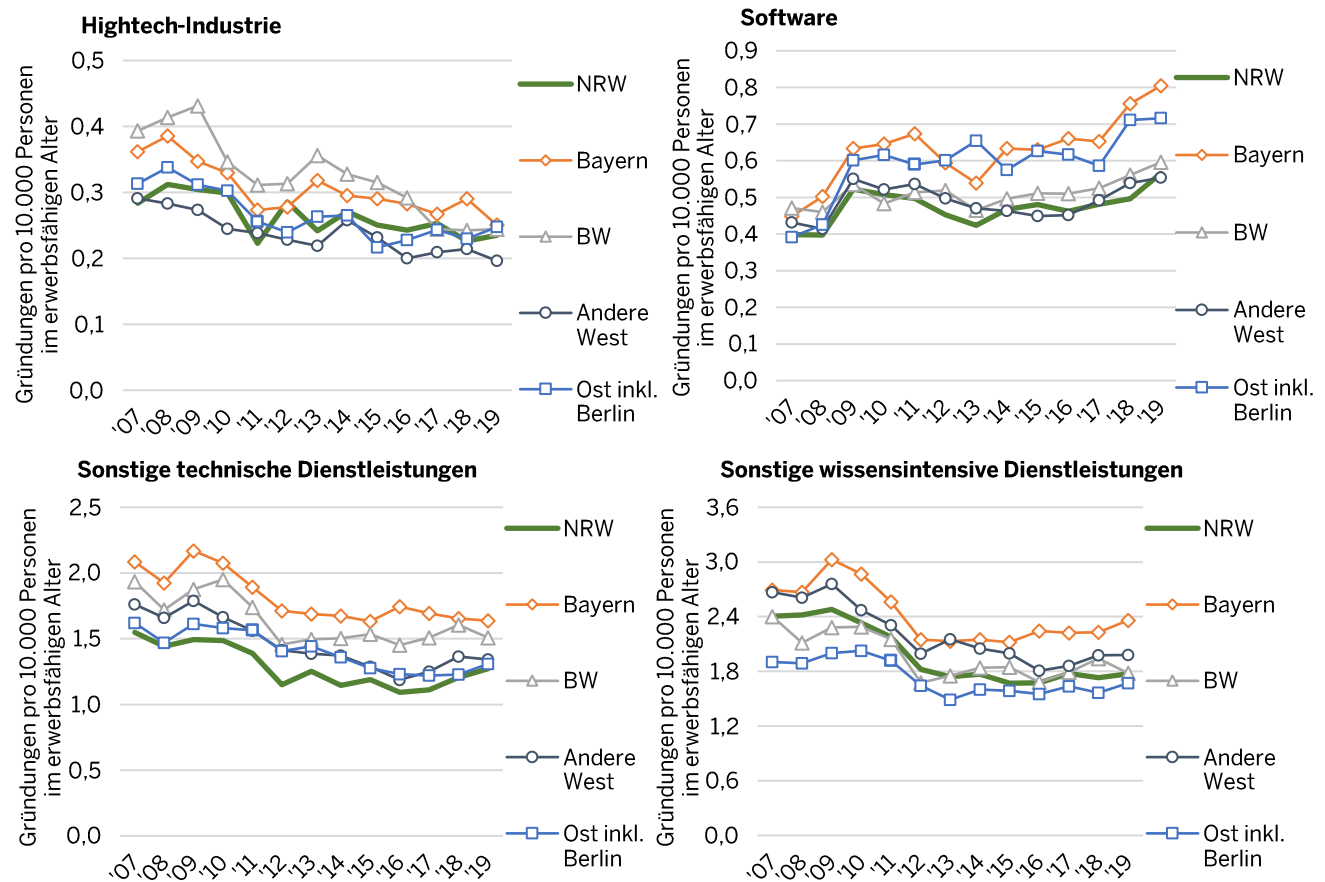 Hightech-Industrie
Gründungen pro 10.000 Personen
im erwerbsfähigen Alter
0,5
0,4
0,3
0,2
0,1
0,0
'07 '08 '09 '10 '11 '12 '13 '14 '15 '16 '17 '18 '19
NRW
Bayern
BW
Andere
West
Ost inkl.
Berlin
Software
Gründungen pro 10.000 Personen
im erwerbsfähigen Alter
0,9
0,8
0,7
0,6
0,5
0,4
0,3
0,2
0,1
0,0
'07 '08 '09 '10 '11 '12 '13 '14 '15 '16 '17 '18 '19
NRW
Bayern
BW
Andere
West
Ost inkl.
Berlin
Sonstige technische Dienstleistungen
Gründungen pro 10.000 Personen
im erwerbsfähigen Alter
2,5
2,0
1,5
1,0
0,5
0,0
'07 '08 '09 '10 '11 '12 '13 '14 '15 '16 '17 '18 '19
NRW
Bayern
BW
Andere
West
Ost inkl.
Berlin
Sonstige wissensintensive Dienstleistungen
Gründungen pro 10.000 Personen
im erwerbsfähigen Alter
3,6
3,0
2,4
1,8
1,2
0,6
0,0
'07 '08 '09 '10 '11 '12 '13 '14 '15 '16 '17 '18 '19
NRW
Bayern
BW
Andere
West
Ost inkl.
Berlin